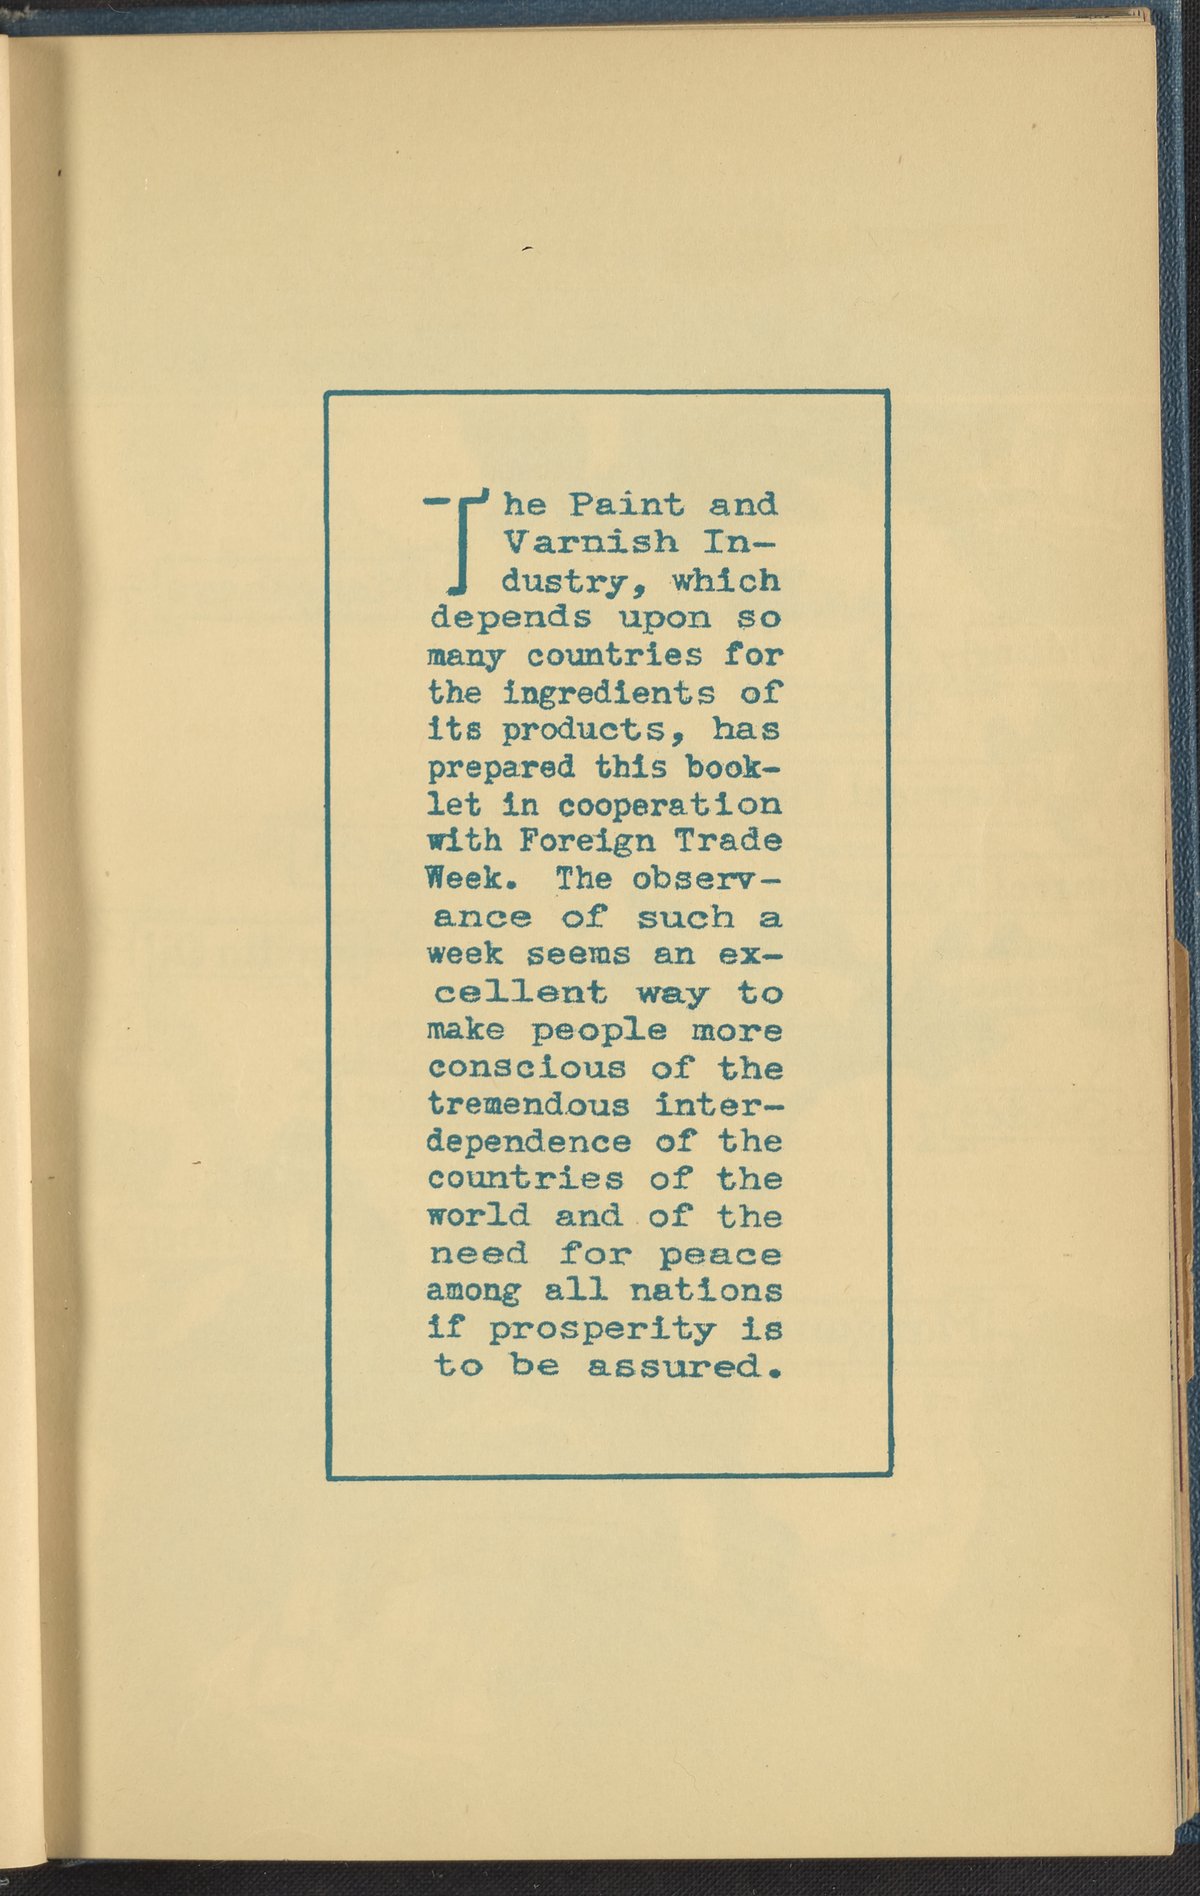 The Paint and
Varnish In-
dustry, which
depends upon so
many countries for
the ingredients of
its products, has
prepared this book-
let in cooperation
with Foreign Trade
Week. The observ-
ance of such a
week seems an ex-
cellent way to
make people more
conscious of the
tremendous inter-
dependence of the
countries of the
world and of the
need for peace
among all nations
if prosperity is
to be assured.